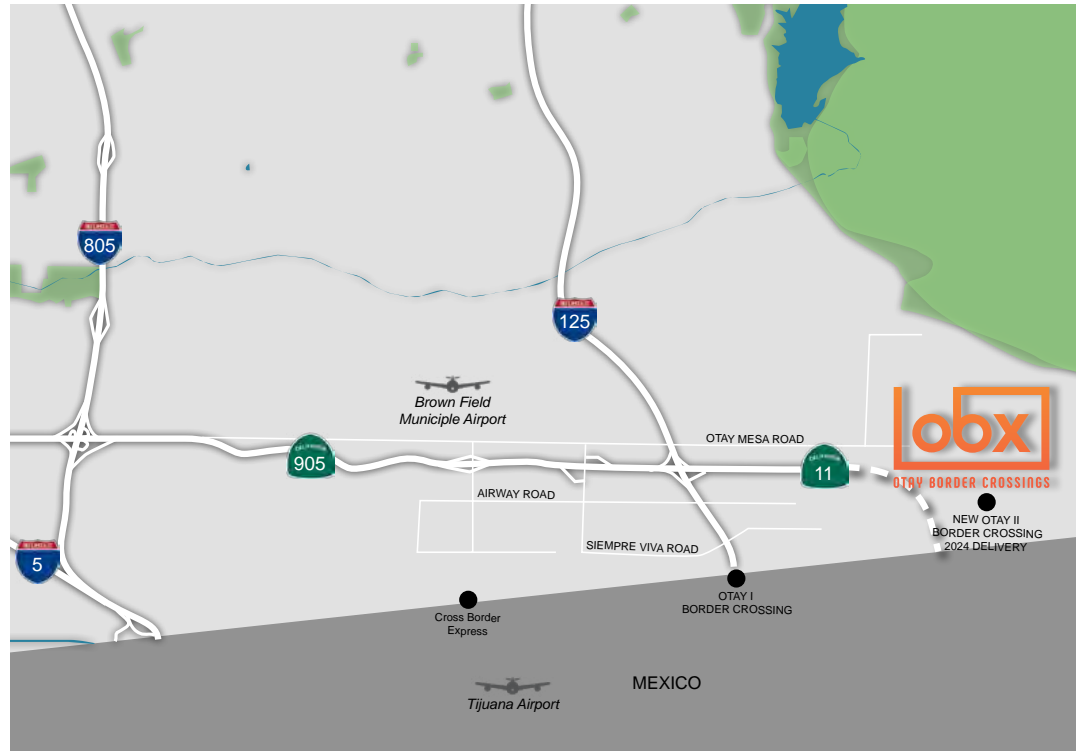 805
125
Brown Field
Municiple Airport
OTAY MESA ROAD
obx
OTAY BORDER CROSSINGS
905
11
AIRWAY ROAD
NEW OTAY II
BORDER CROSSING
2024 DELIVERY
SIEMPRE VIVA ROAD
5
OTAY I
BORDER CROSSING
Cross Border
Express
MEXICO
Tijuana Airport